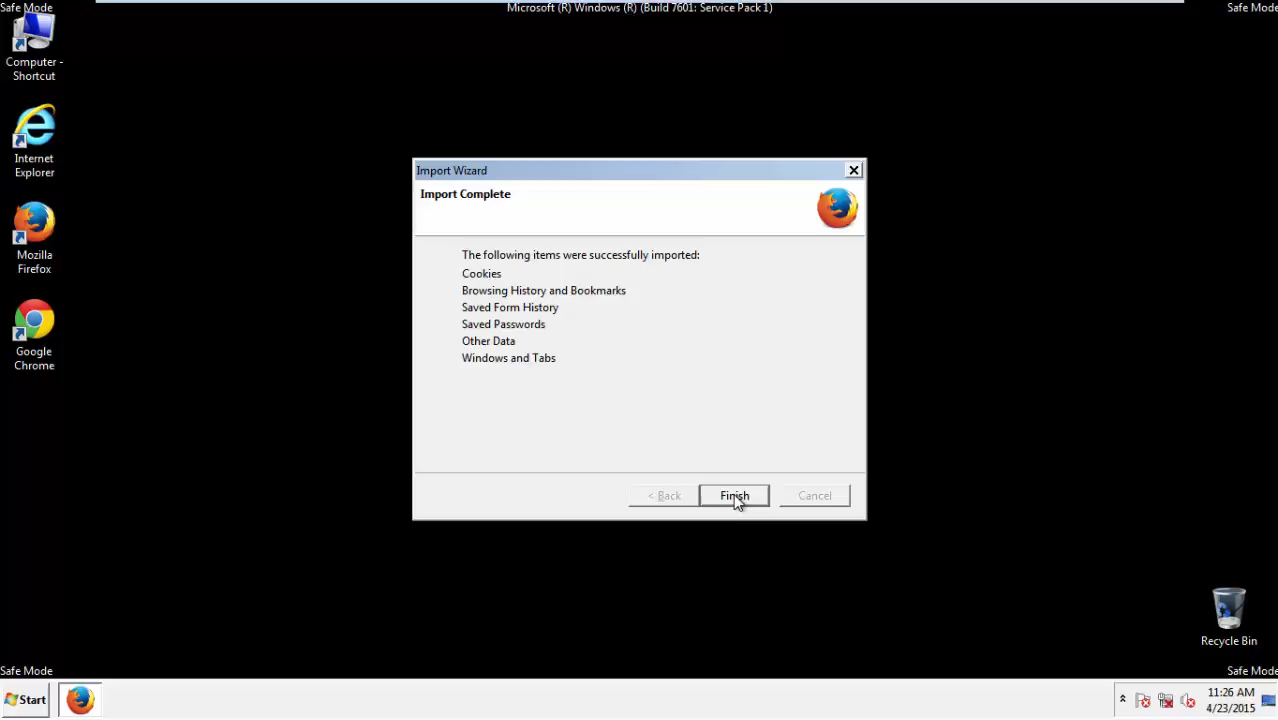 Safe Mode
Microsoft (R) Windows (R) (Build 7601: Service Pack 1)
Safe Mode
Computer -
Shortcut
Internet
Explorer
Mozilla
Firefox
Google
Chrome
Import Wizard
Import Complete
The following items were successfully imported:
Cookies
Browsing History and Bookmarks
Saved Form History
Saved Passwords
Other Data
Windows and Tabs
< Back
Finish
Cancel
Recycle Bin
Safe Mode
Safe Mode
Start
11:26 AM
4/23/2015